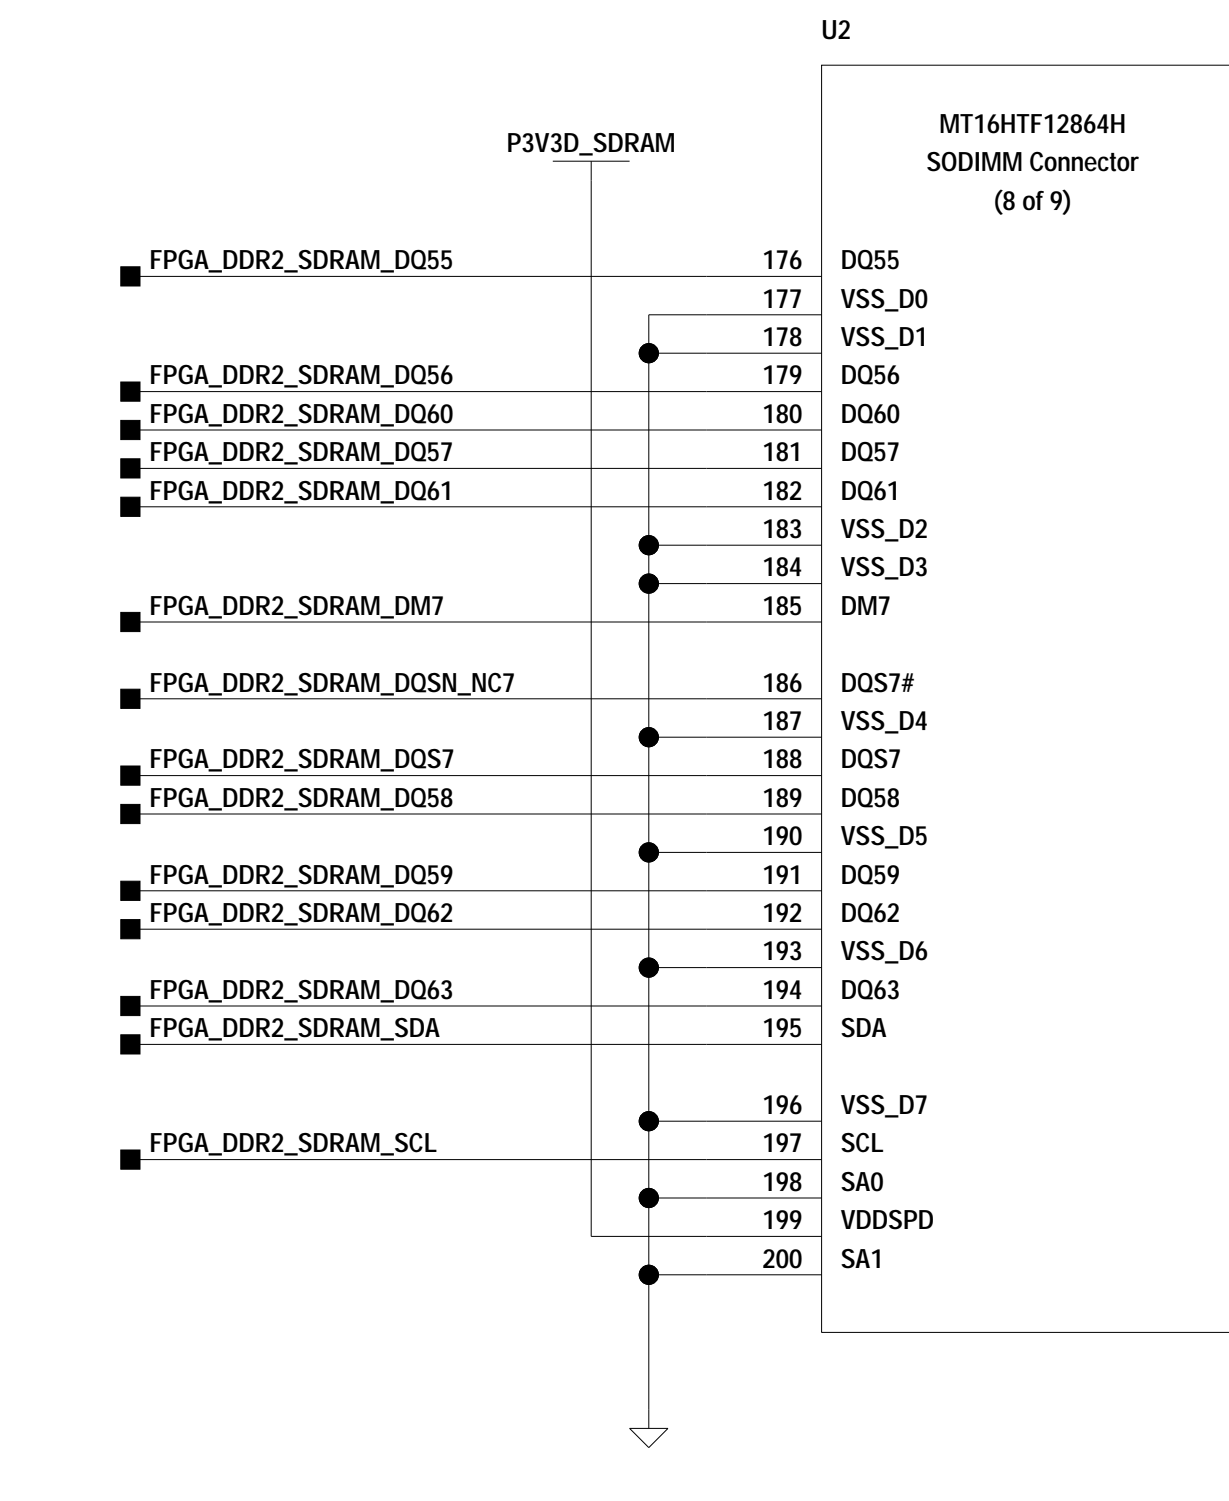 U2
MT16HTF12864H
SODIMM Connector
(8 of 9)
P3V3D_SDRAM
FPGA_DDR2_SDRAM_DQ55 176 DQ55
177 VSS_D0
178 VSS_D1
FPGA_DDR2_SDRAM_DQ56 179 DQ56
FPGA_DDR2_SDRAM_DQ60 180 DQ60
FPGA_DDR2_SDRAM_DQ57 181 DQ57
FPGA_DDR2_SDRAM_DQ61 182 DQ61
183 VSS_D2
184 VSS_D3
FPGA_DDR2_SDRAM_DM7 185 DM7
FPGA_DDR2_SDRAM_DQSN_NC7 186 DQS7#
187 VSS_D4
FPGA_DDR2_SDRAM_DQS7 188 DQS7
FPGA_DDR2_SDRAM_DQ58 189 DQ58
190 VSS_D5
FPGA_DDR2_SDRAM_DQ59 191 DQ59
FPGA_DDR2_SDRAM_DQ62 192 DQ62
193 VSS_D6
FPGA_DDR2_SDRAM_DQ63 194 DQ63
FPGA_DDR2_SDRAM_SDA 195 SDA
196 VSS_D7
FPGA_DDR2_SDRAM_SCL 197 SCL
198 SA0
199 VDDSPD
200 SA1